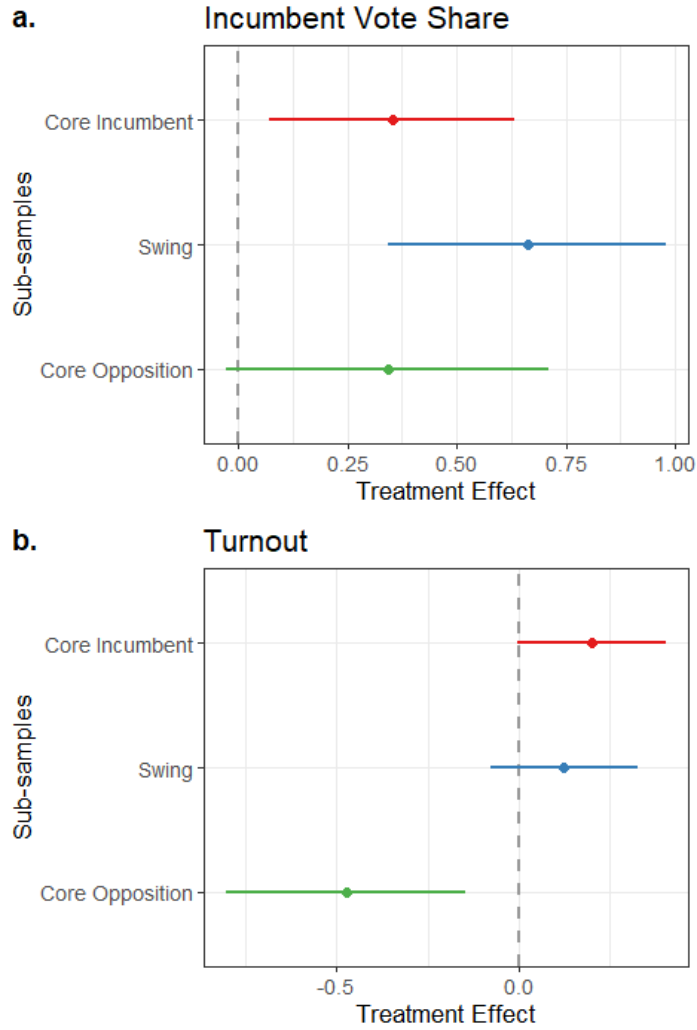 a. Incumbent Vote Share
Sub-samples
Core Incumbent
Swing
Core Opposition
0.00 0.25 0.50 0.75 1.00
Treatment Effect
b. Turnout
Sub-samples
Core Incumbent
Swing
Core Opposition
-0.5 0.0
Treatment Effect